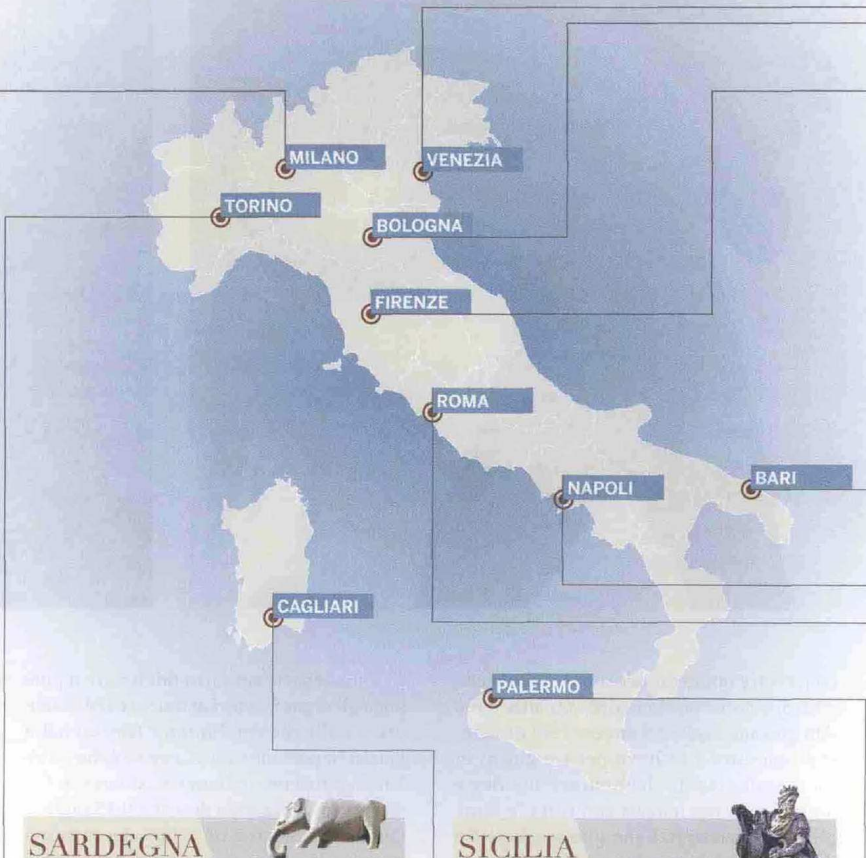 MILANO
VENEZIA
TORINO
BOLOGNA
FIRENZE
ROMA
NAPOLI
BARI
CAGLIARI
PALERMO
SARDEGNA
SICILIA